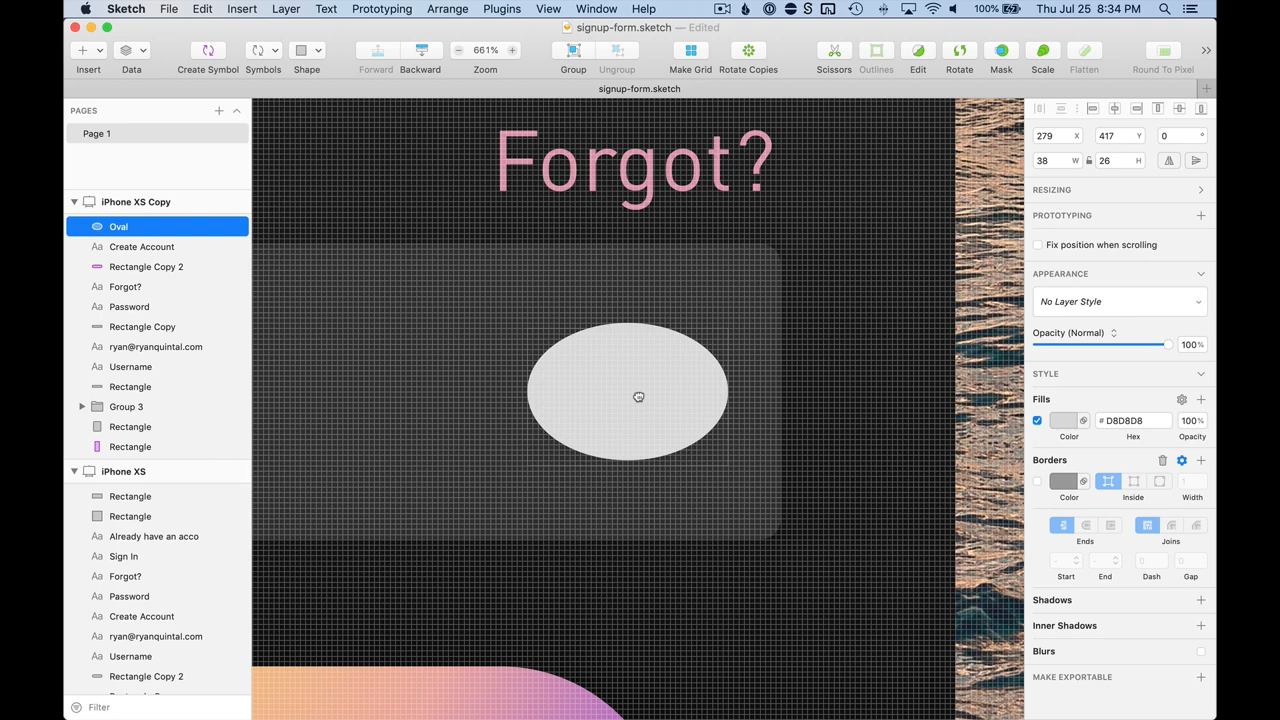 Sketch File Edit Insert Layer Text Prototyping Arrange Plugins View Window Help 100% Thu Jul 25 8:34 PM
signup-form.sketch — Edited
661%
Insert Data Create Symbol Symbols Shape Forward Backward Zoom Group Ungroup Make Grid Rotate Copies Scissors Outlines Edit Rotate Mask Scale Flatten Round To Pixel
signup-form.sketch
PAGES
Page 1
iPhone XS Copy
Oval
Create Account
Rectangle Copy 2
Forgot?
Password
Rectangle Copy
ryan@ryanquintal.com
Username
Rectangle
Group 3
Rectangle
Rectangle
iPhone XS
Rectangle
Rectangle
Already have an acco
Sign In
Forgot?
Password
Create Account
ryan@ryanquintal.com
Username
Rectangle Copy 2
Filter
Forgot?
279 X 417 Y 0 °
38 W 26 H
RESIZING
PROTOTYPING
Fix position when scrolling
APPEARANCE
No Layer Style
Opacity (Normal)
100%
STYLE
Fills
# D8D8D8 100%
Color Hex Opacity
Borders
1
Color Inside Width
Ends Joins
- - 0 0
Start End Dash Gap
Shadows
Inner Shadows
Blurs
MAKE EXPORTABLE